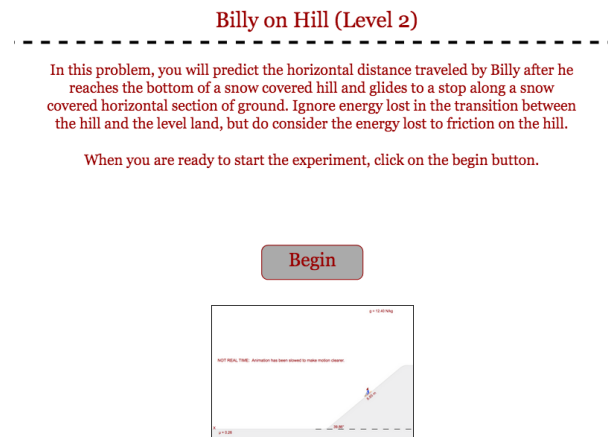 Billy on Hill (Level 2)
In this problem, you will predict the horizontal distance traveled by Billy after he
reaches the bottom of a snow covered hill and glides to a stop along a snow
covered horizontal section of ground. Ignore energy lost in the transition between
the hill and the level land, but do consider the energy lost to friction on the hill.
When you are ready to start the experiment, click on the begin button.
Begin
NOT REAL TIME: Animation has been slowed to make motion clearer.